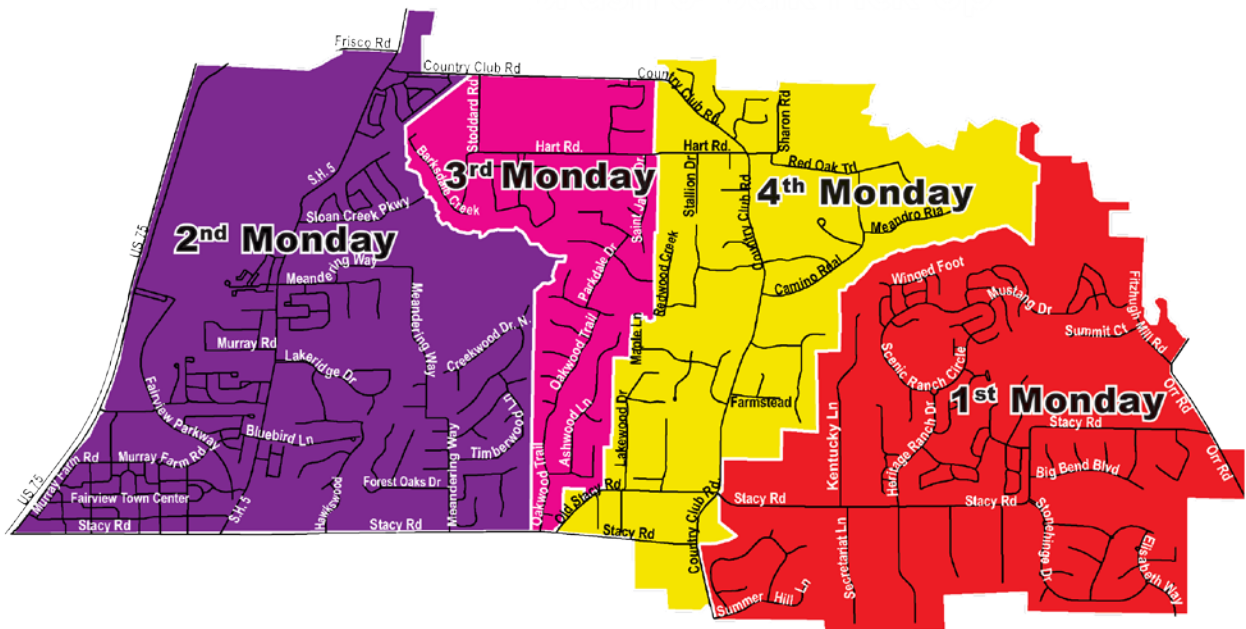 Frisco Rd
Country Club Rd
Country Club Rd
Stoddard Rd
Sharon Rd
Hart Rd.
Hart Rd.
Barksdale Creek
3rd Monday
Red Oak Trl
S.H. 5
Stallion Dr
4th Monday
Country Club Rd
Sloan Creek Pkwy
Meandro Ria
US 75
2nd Monday
Redwood Creek
Parkdale Dr
Camino Real
Winged Foot
Meandering Way
Mustang Dr
Fitzhugh Mill Rd
Meandering Way
Creekwood Dr. N.
Summit Ct
Murray Rd
Maple Ln
Oakwood Trail
Scenic Ranch Circle
Lakeridge Dr
Fairview Parkway
Orr Rd
Farmstead
1st Monday
Timberwood Ln
Ashwood Ln
Lakewood Dr
Kentucky Ln
Heritage Ranch Dr
Stacy Rd
Bluebird Ln
Meandering Way
Orr Rd
Murray Farm Rd
Murray Farm Rd
Big Bend Blvd
US 75
Forest Oaks Dr
Oakwood Trail
Old Stacy Rd
Fairview Town Center
Hawkswood
Stacy Rd
Stacy Rd
S.H. 5
Stacy Rd
Stacy Rd
Stacy Rd
Country Club Rd
Secretariat Ln
Stonehinge Dr
Elisabeth Way
Summer Hill Ln